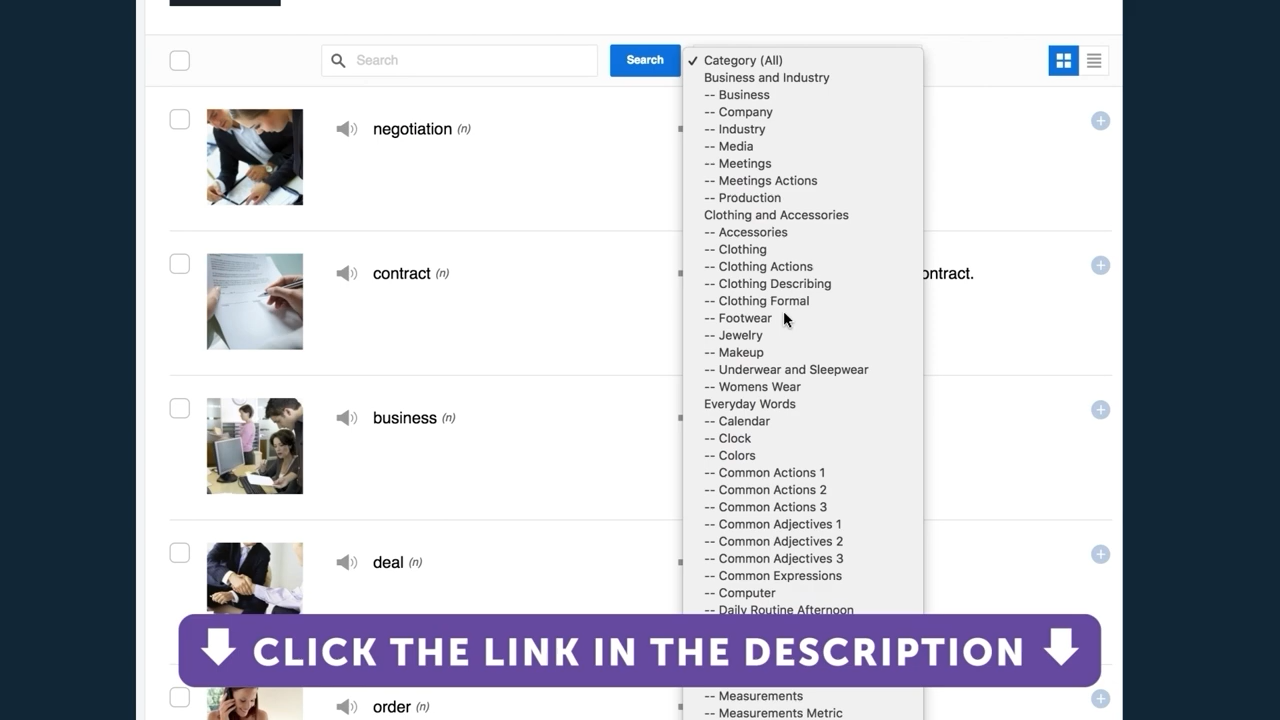 Search
Search
✓ Category (All)
Business and Industry
-- Business
-- Company
-- Industry
-- Media
-- Meetings
-- Meetings Actions
-- Production
Clothing and Accessories
-- Accessories
-- Clothing
-- Clothing Actions
-- Clothing Describing
-- Clothing Formal
-- Footwear
-- Jewelry
-- Makeup
-- Underwear and Sleepwear
-- Womens Wear
Everyday Words
-- Calendar
-- Clock
-- Colors
-- Common Actions 1
-- Common Actions 2
-- Common Actions 3
-- Common Adjectives 1
-- Common Adjectives 2
-- Common Adjectives 3
-- Common Expressions
-- Computer
-- Daily Routine Afternoon
-- Measurements
-- Measurements Metric
negotiation (n)
contract (n)
ontract.
business (n)
deal (n)
order (n)
CLICK THE LINK IN THE DESCRIPTION